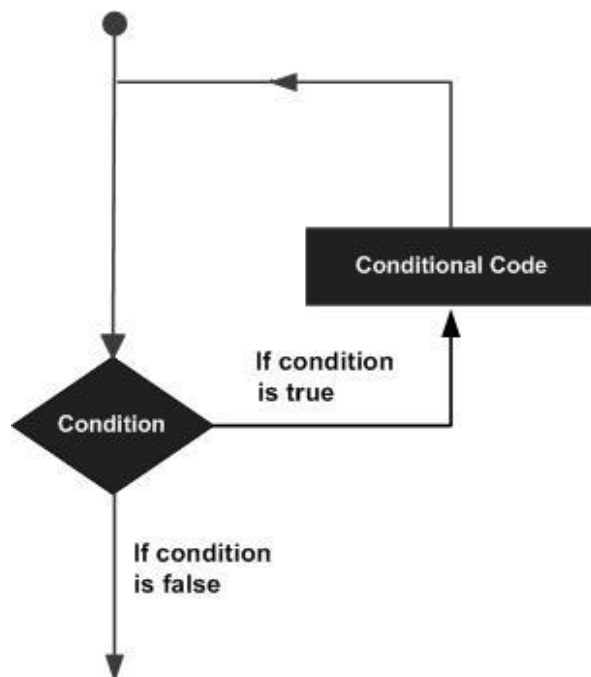 Conditional Code
If condition
is true
Condition
If condition
is false